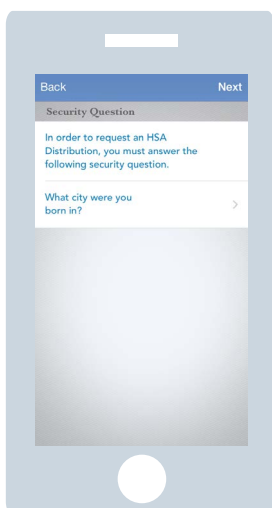 Back Next
Security Question
In order to request an HSA
Distribution, you must answer the
following security question.
What city were you
born in?